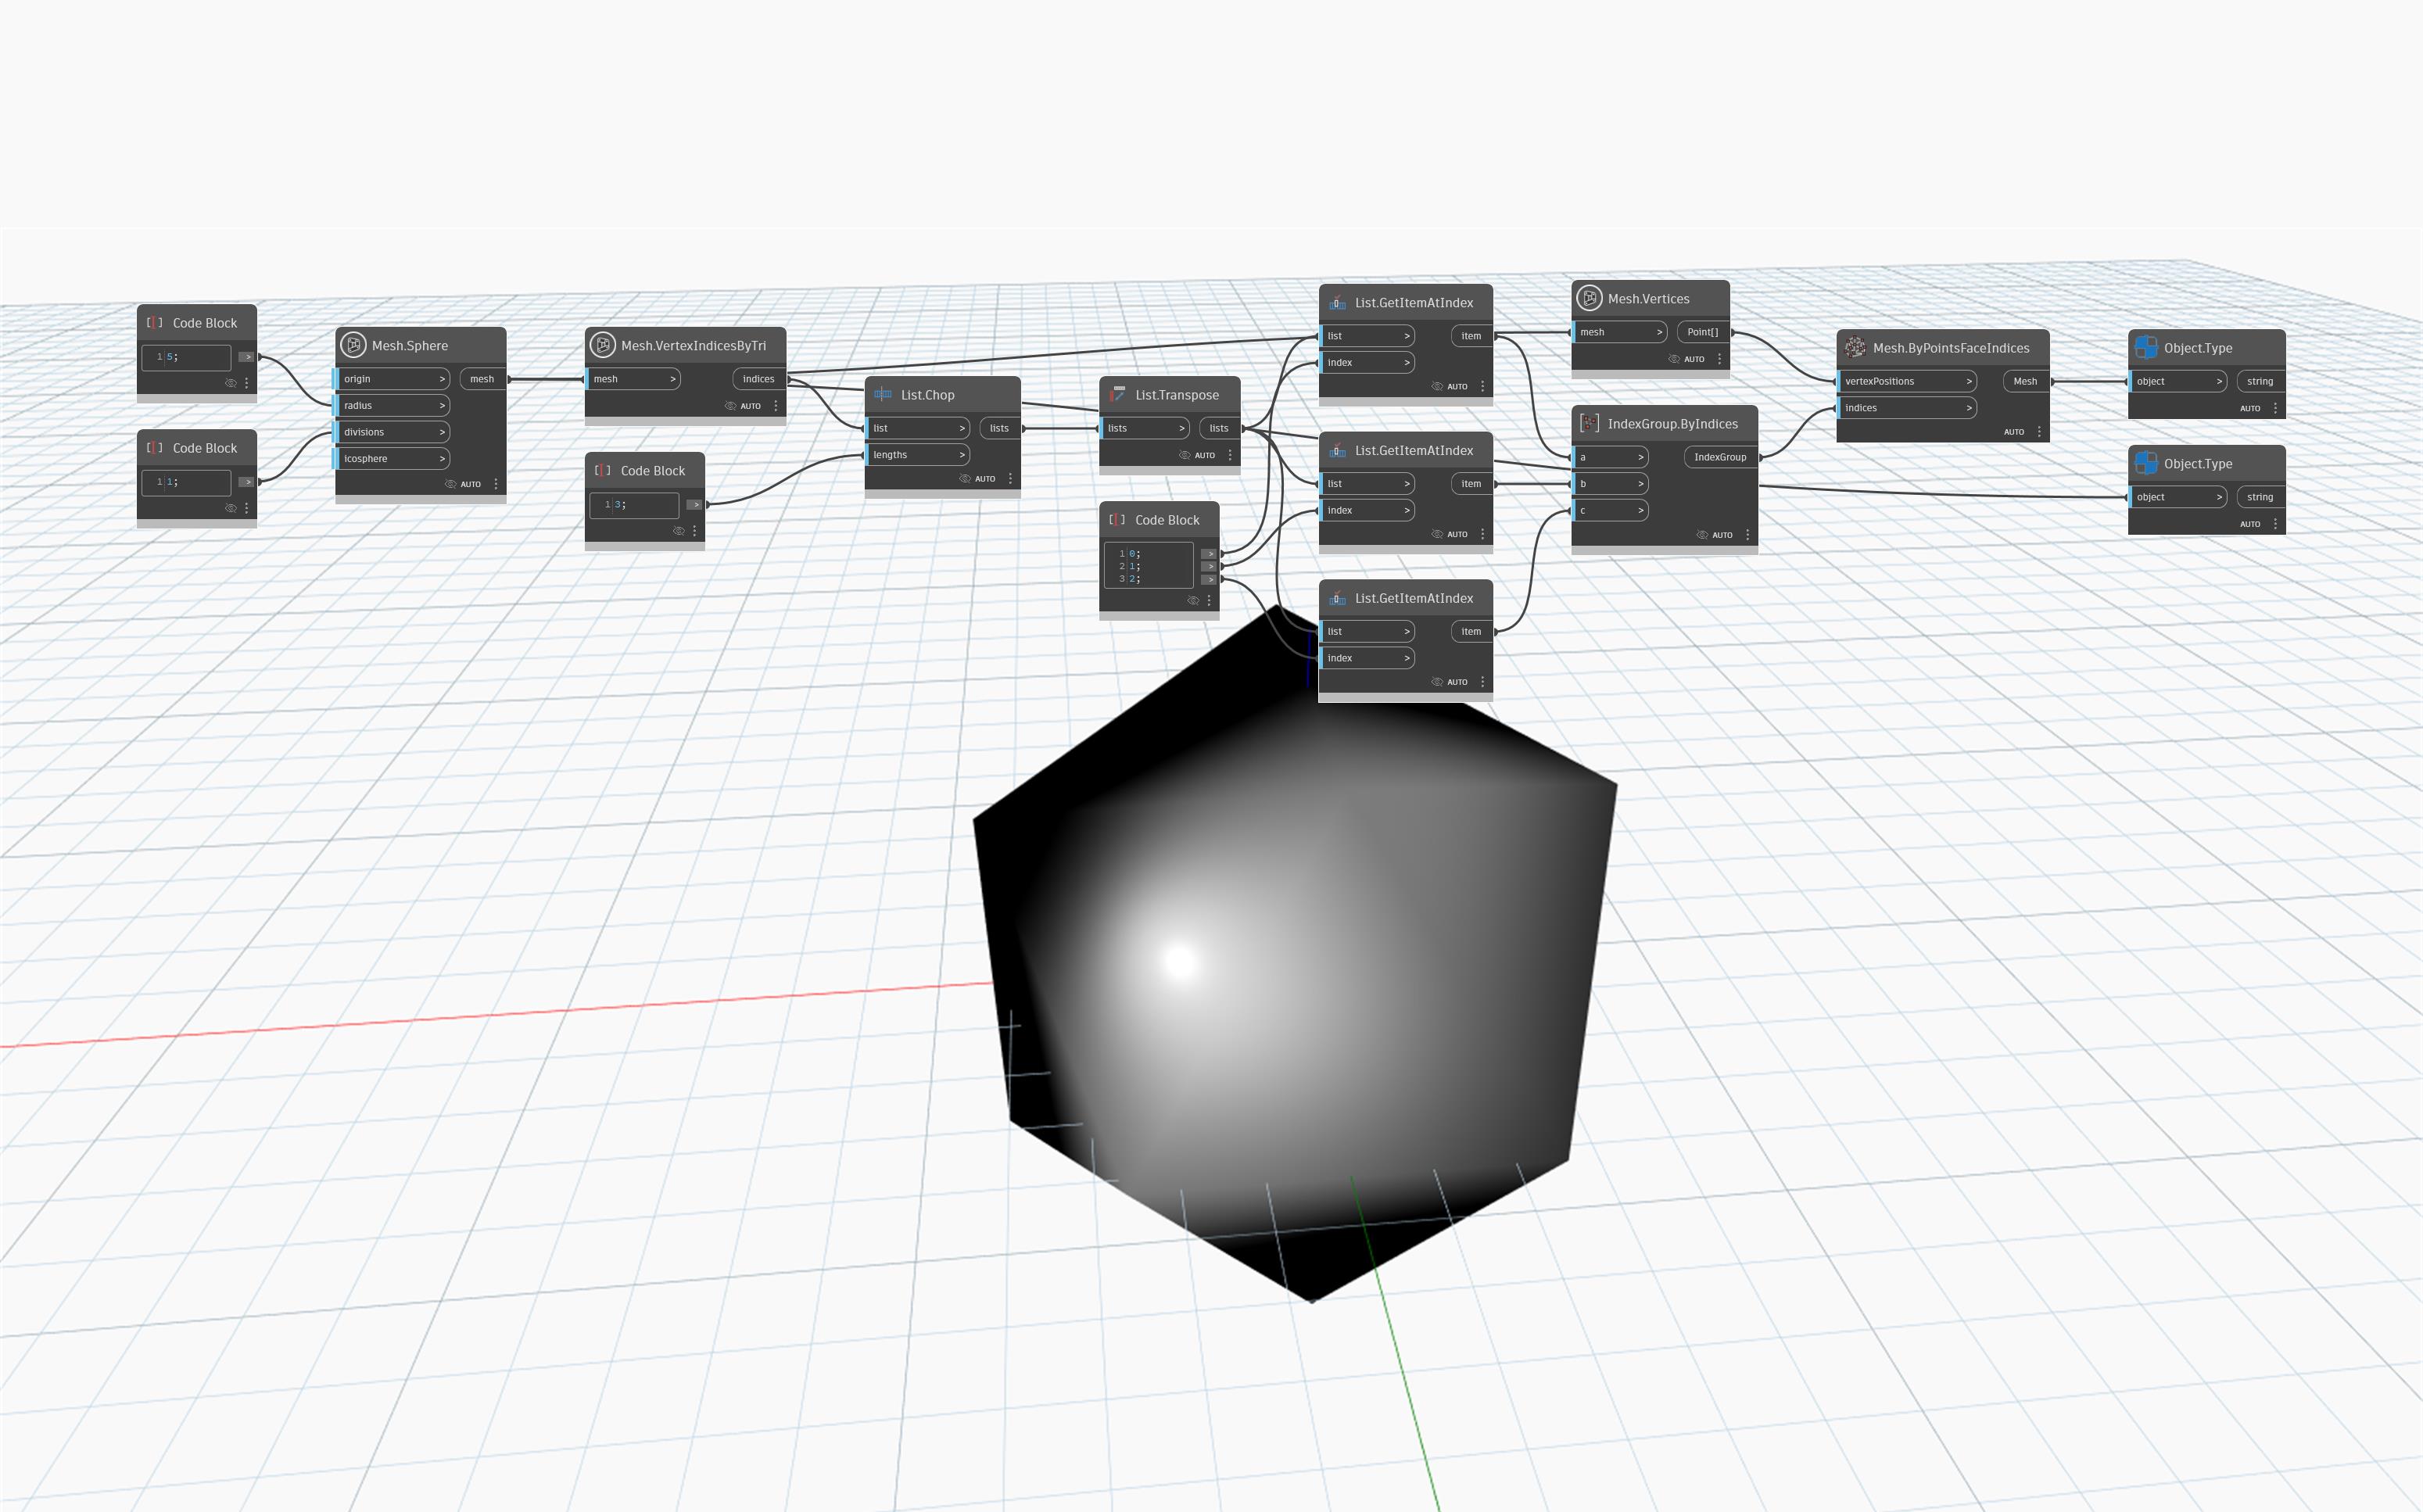 Code Block
1 5;
>
Code Block
1 1;
>
Mesh.Sphere
origin > mesh
radius >
divisions >
icosphere >
AUTO
Mesh.VertexIndicesByTri
mesh > indices
AUTO
Code Block
1 3;
>
List.Chop
list > lists
lengths >
AUTO
List.Transpose
lists > lists
AUTO
Code Block
1 0; >
2 1; >
3 2; >
List.GetItemAtIndex
list > item
index >
AUTO
List.GetItemAtIndex
list > item
index >
AUTO
List.GetItemAtIndex
list > item
index >
AUTO
Mesh.Vertices
mesh > Point[]
AUTO
IndexGroup.ByIndices
a > IndexGroup
b >
c >
AUTO
Mesh.ByPointsFaceIndices
vertexPositions > Mesh
indices >
AUTO
Object.Type
object > string
AUTO
Object.Type
object > string
AUTO